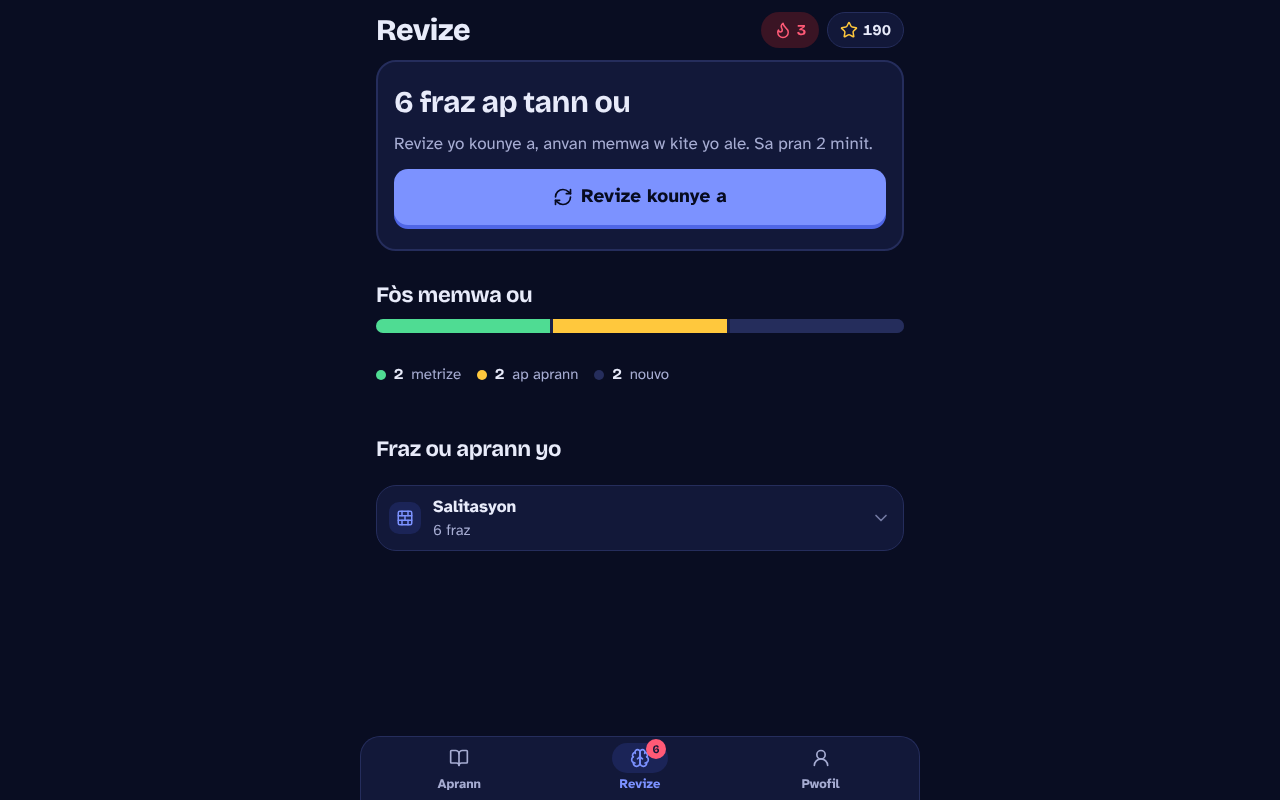 Revize
3
190
6 fraz ap tann ou
Revize yo kounye a, anvan memwa w kite yo ale. Sa pran 2 minit.
Revize kounye a
Fòs memwa ou
2 metrize 2 ap aprann 2 nouvo
Fraz ou aprann yo
Salitasyon
6 fraz
6
Aprann Revize Pwofil